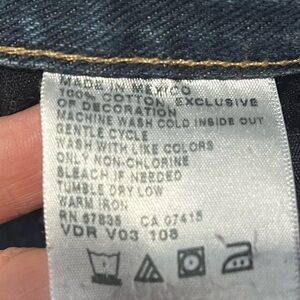 MADE IN MEXICO
100% COTTON EXCLUSIVE
OF DECORATION
MACHINE WASH COLD INSIDE OUT
GENTLE CYCLE
WASH WITH LIKE COLORS
ONLY NON-CHLORINE
BLEACH IF NEEDED
TUMBLE DRY LOW
WARM IRON
RN 67835 CA 07415
VDR V03 108